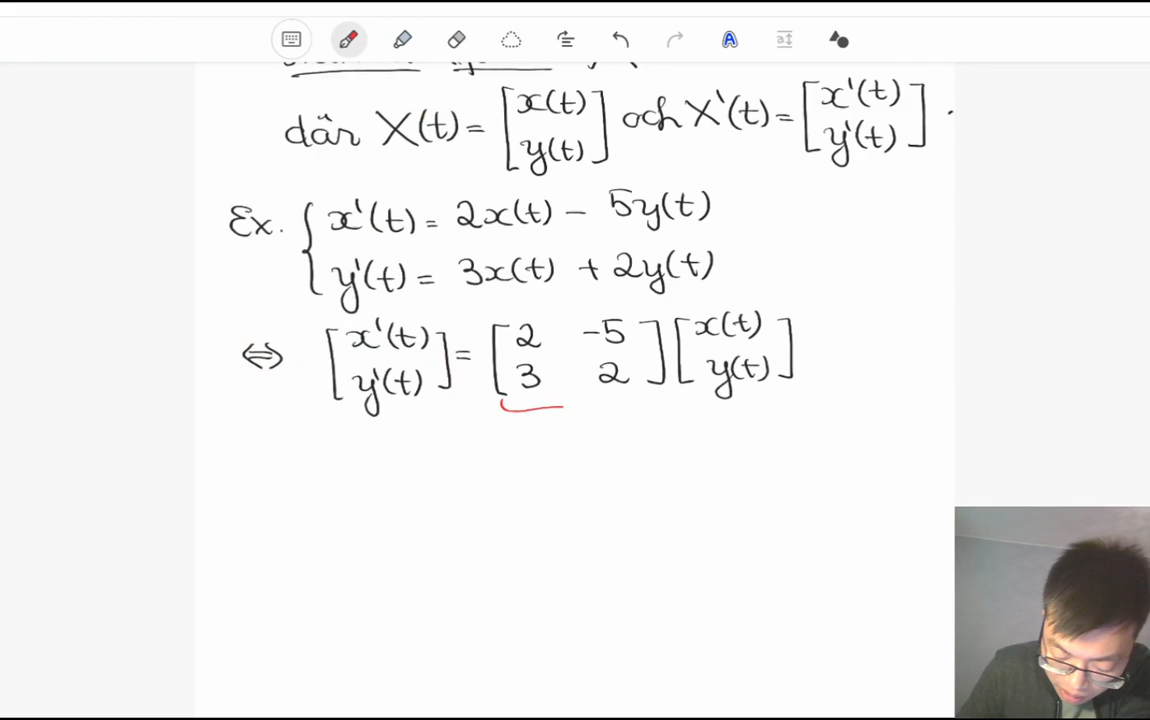 där X(t) = [x(t) y(t)] och X'(t) = [x'(t) y'(t)] .
Ex. { x'(t) = 2x(t) - 5y(t)
y'(t) = 3x(t) + 2y(t)
⇔ [x'(t) y'(t)] = [2 -5 3 2] [x(t) y(t)]